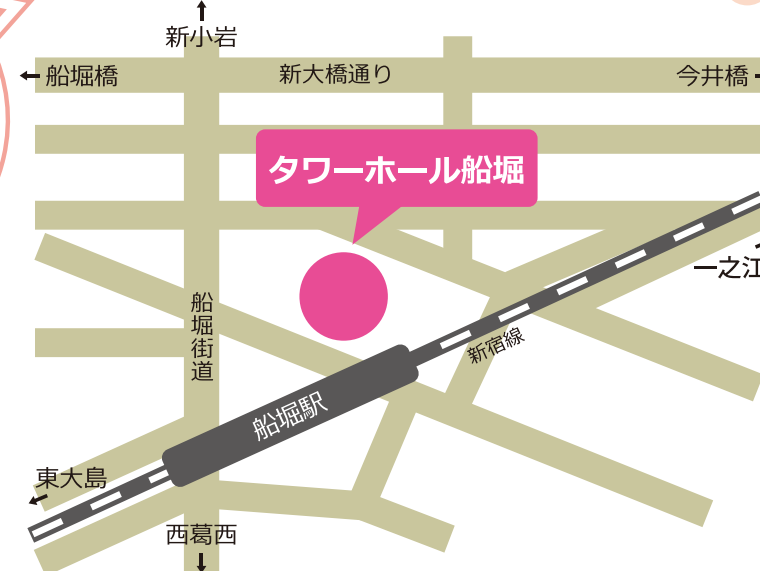 新小岩
船堀橋
新大橋通り
今井橋
タワーホール船堀
一之江
船堀街道
新宿線
船堀駅
東大島
西葛西